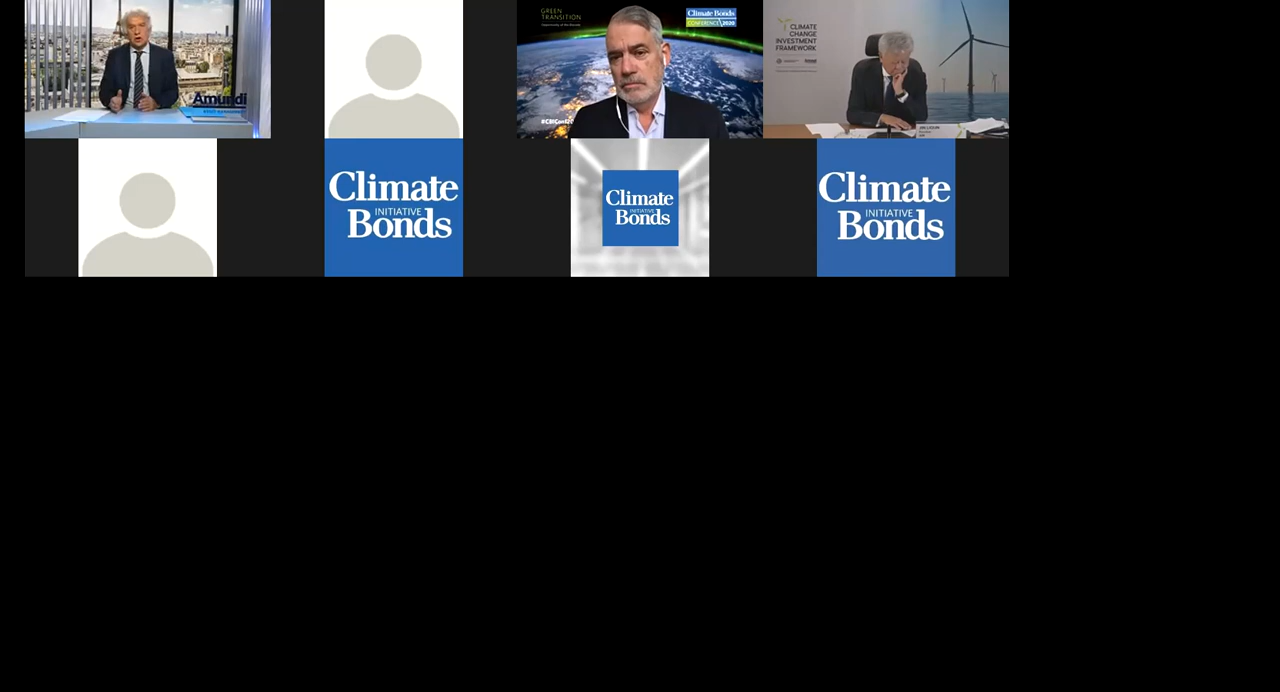 Amundi
GREEN
TRANSITION
Climate Bonds
CONFERENCE 2020
CLIMATE
CHANGE
INVESTMENT
FRAMEWORK
Climate
INITIATIVE
Bonds
Climate
INITIATIVE
Bonds
Climate
INITIATIVE
Bonds